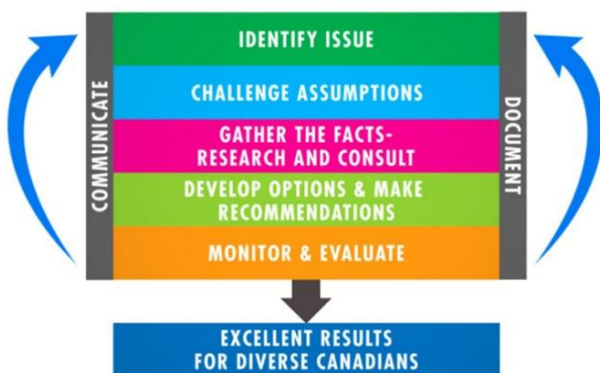 COMMUNICATE
IDENTIFY ISSUE
CHALLENGE ASSUMPTIONS
GATHER THE FACTS-
RESEARCH AND CONSULT
DEVELOP OPTIONS & MAKE
RECOMMENDATIONS
MONITOR & EVALUATE
DOCUMENT
EXCELLENT RESULTS
FOR DIVERSE CANADIANS